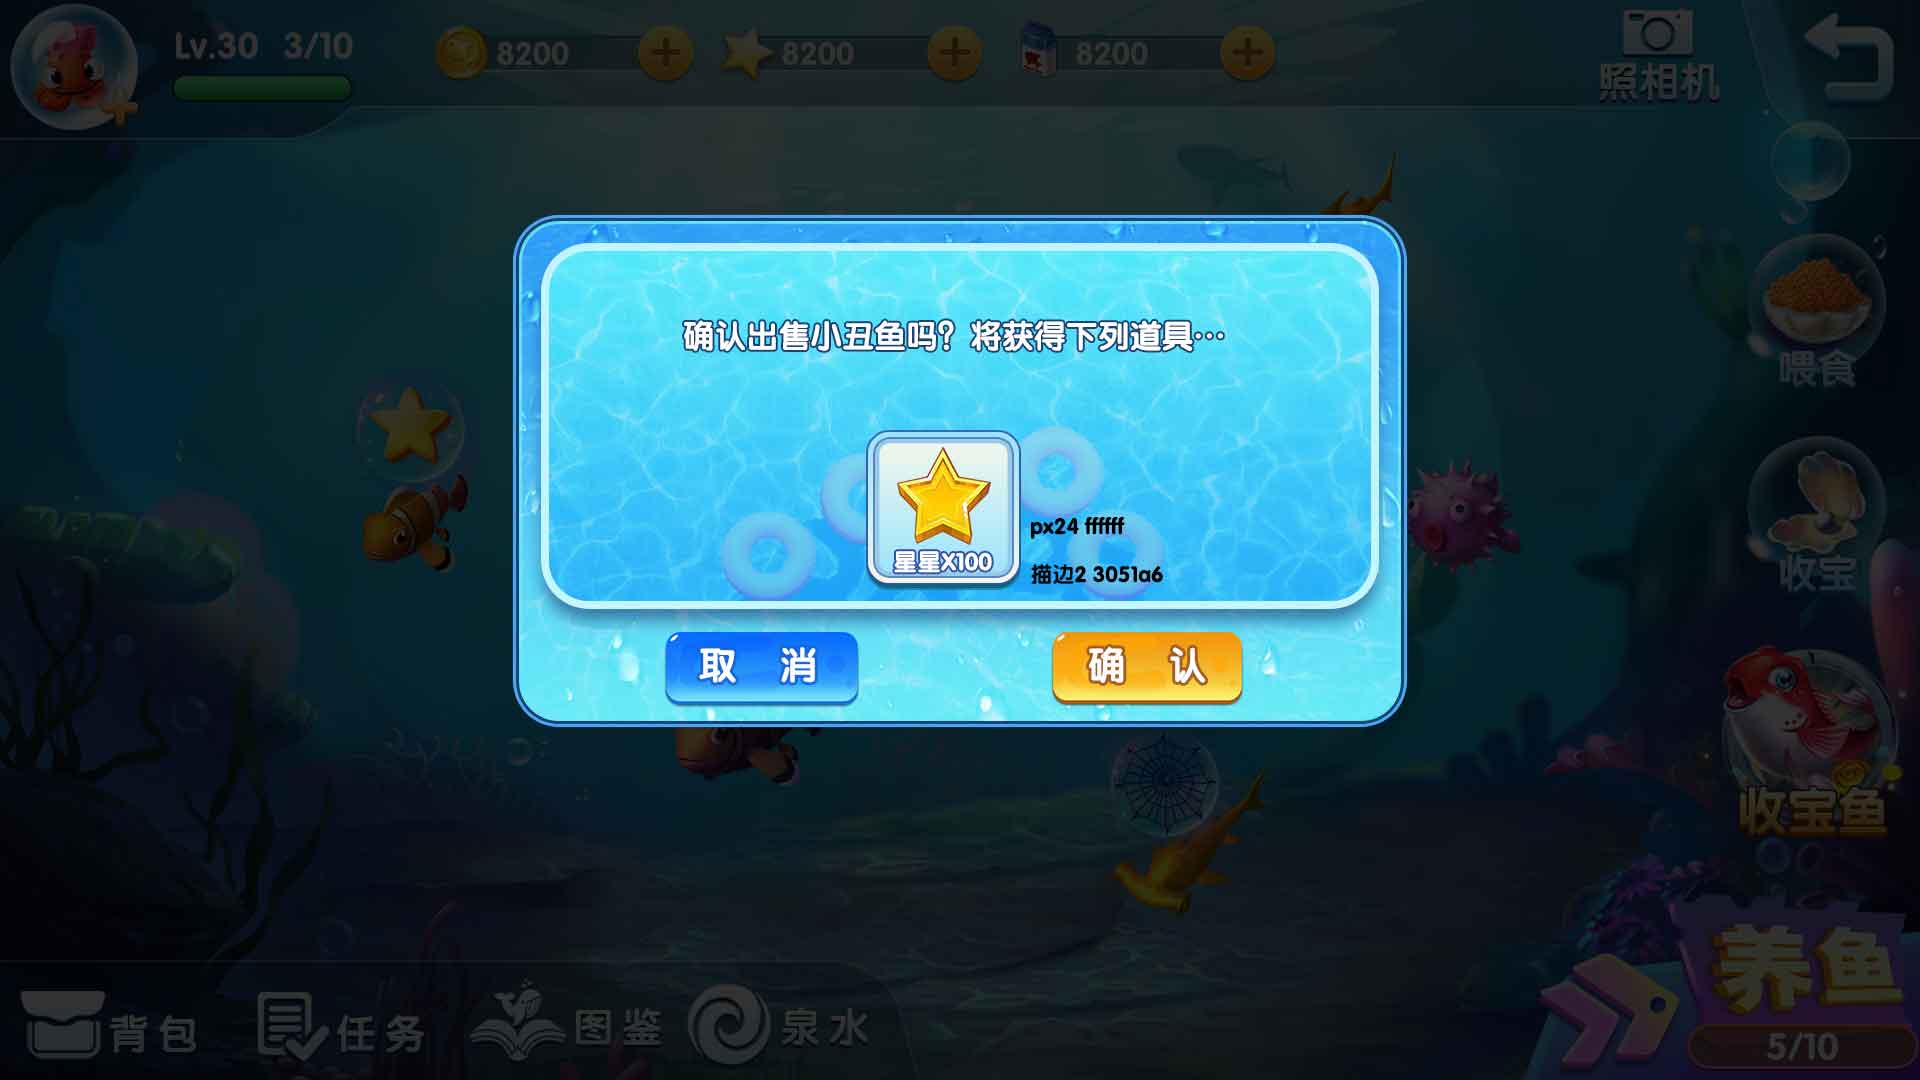 Lv.30 3/10
8200
8200
8200
照相机
确认出售小丑鱼吗？将获得下列道具…
喂食
px24 ffffff
星星X100
描边2 3051a6
收宝
取 消
确 认
收宝鱼
养鱼
5/10
背包
任务
图鉴
泉水